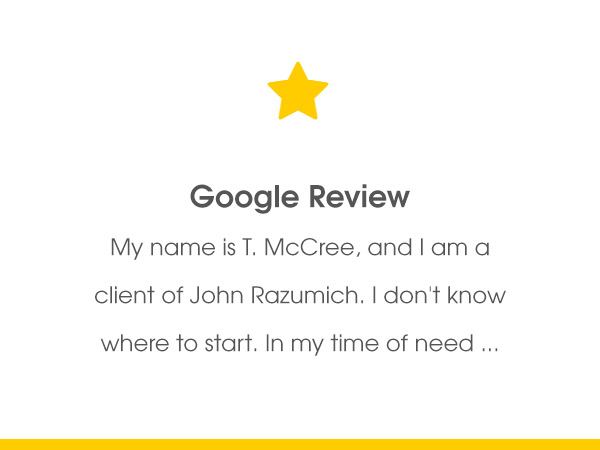 Google Review
My name is T. McCree, and I am a
client of John Razumich. I don't know
where to start. In my time of need ...